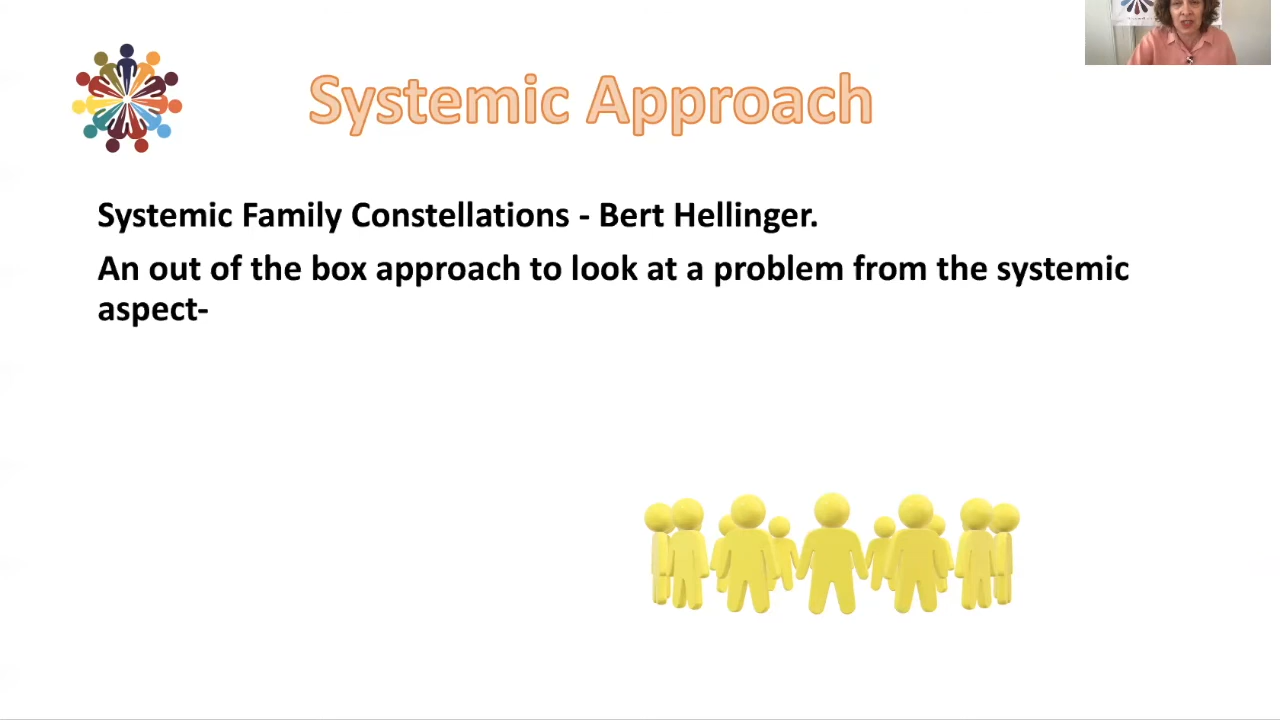 Systemic Approach
Systemic Family Constellations - Bert Hellinger.
An out of the box approach to look at a problem from the systemic
aspect-